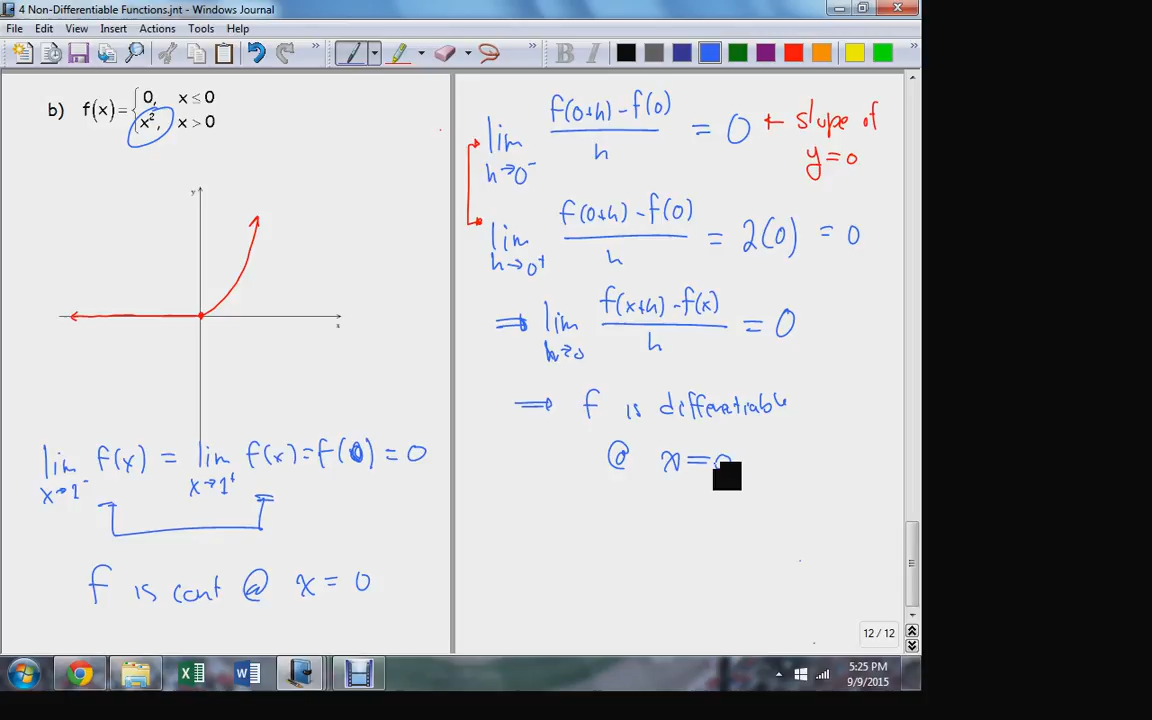 4 Non-Differentiable Functions.jnt - Windows Journal
File Edit View Insert Actions Tools Help
b) f(x)= { 0, x ≤ 0
x², x > 0
y
x
lim f(x) = lim f(x) = f(0) = 0
x→1⁻ x→1⁺
f is cont @ x = 0
lim f(0+h) - f(0) / h = 0 ← slope of
h→0⁻ y = 0
lim f(0+h) - f(0) / h = 2(0) = 0
h→0⁺
⇒ lim f(x+h) - f(x) / h = 0
h→0
⇒ f is differentiable
@ x = 0
12 / 12
5:25 PM
9/9/2015